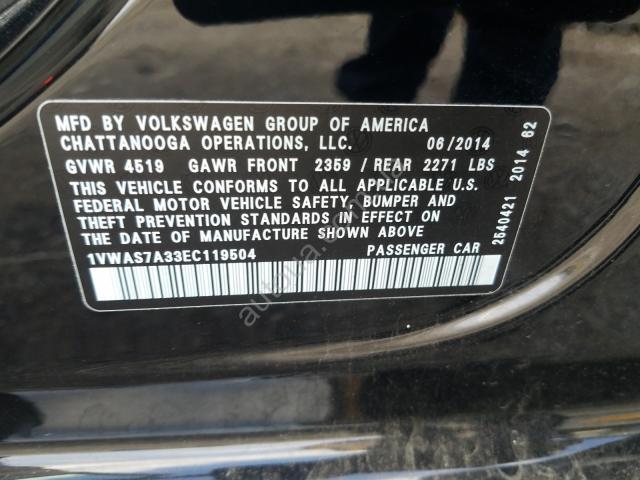 MFD BY VOLKSWAGEN GROUP OF AMERICA
CHATTANOOGA OPERATIONS, LLC. 06/2014
GVWR 4519 GAWR FRONT 2359 / REAR 2271 LBS
THIS VEHICLE CONFORMS TO ALL APPLICABLE U.S.
FEDERAL MOTOR VEHICLE SAFETY, BUMPER AND
THEFT PREVENTION STANDARDS IN EFFECT ON
THE DATE OF MANUFACTURE SHOWN ABOVE
1VWAS7A33EC119504 PASSENGER CAR
2540421 2014 62